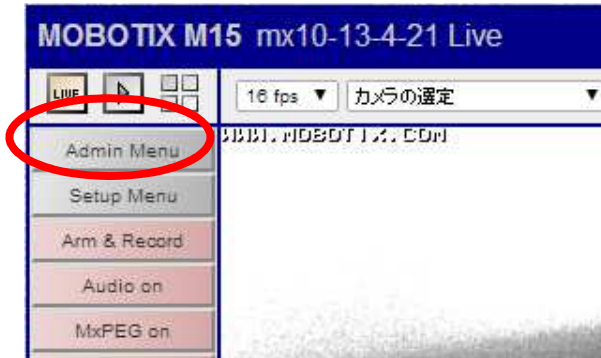 MOBOTIX M15 mx10-13-4-21 Live
LIVE
16 fps ▼ カメラの選定 ▼
WWW.MOBOTIX.COM
Admin Menu
Setup Menu
Arm & Record
Audio on
MxPEG on